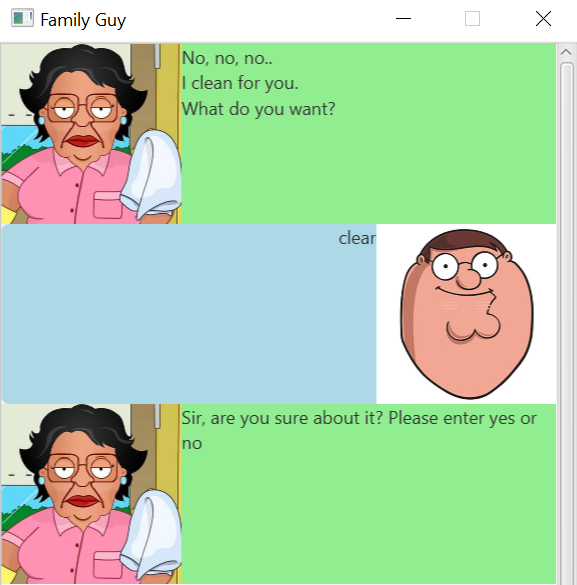 Family Guy
No, no, no..
I clean for you.
What do you want?
clear
Sir, are you sure about it? Please enter yes or
no